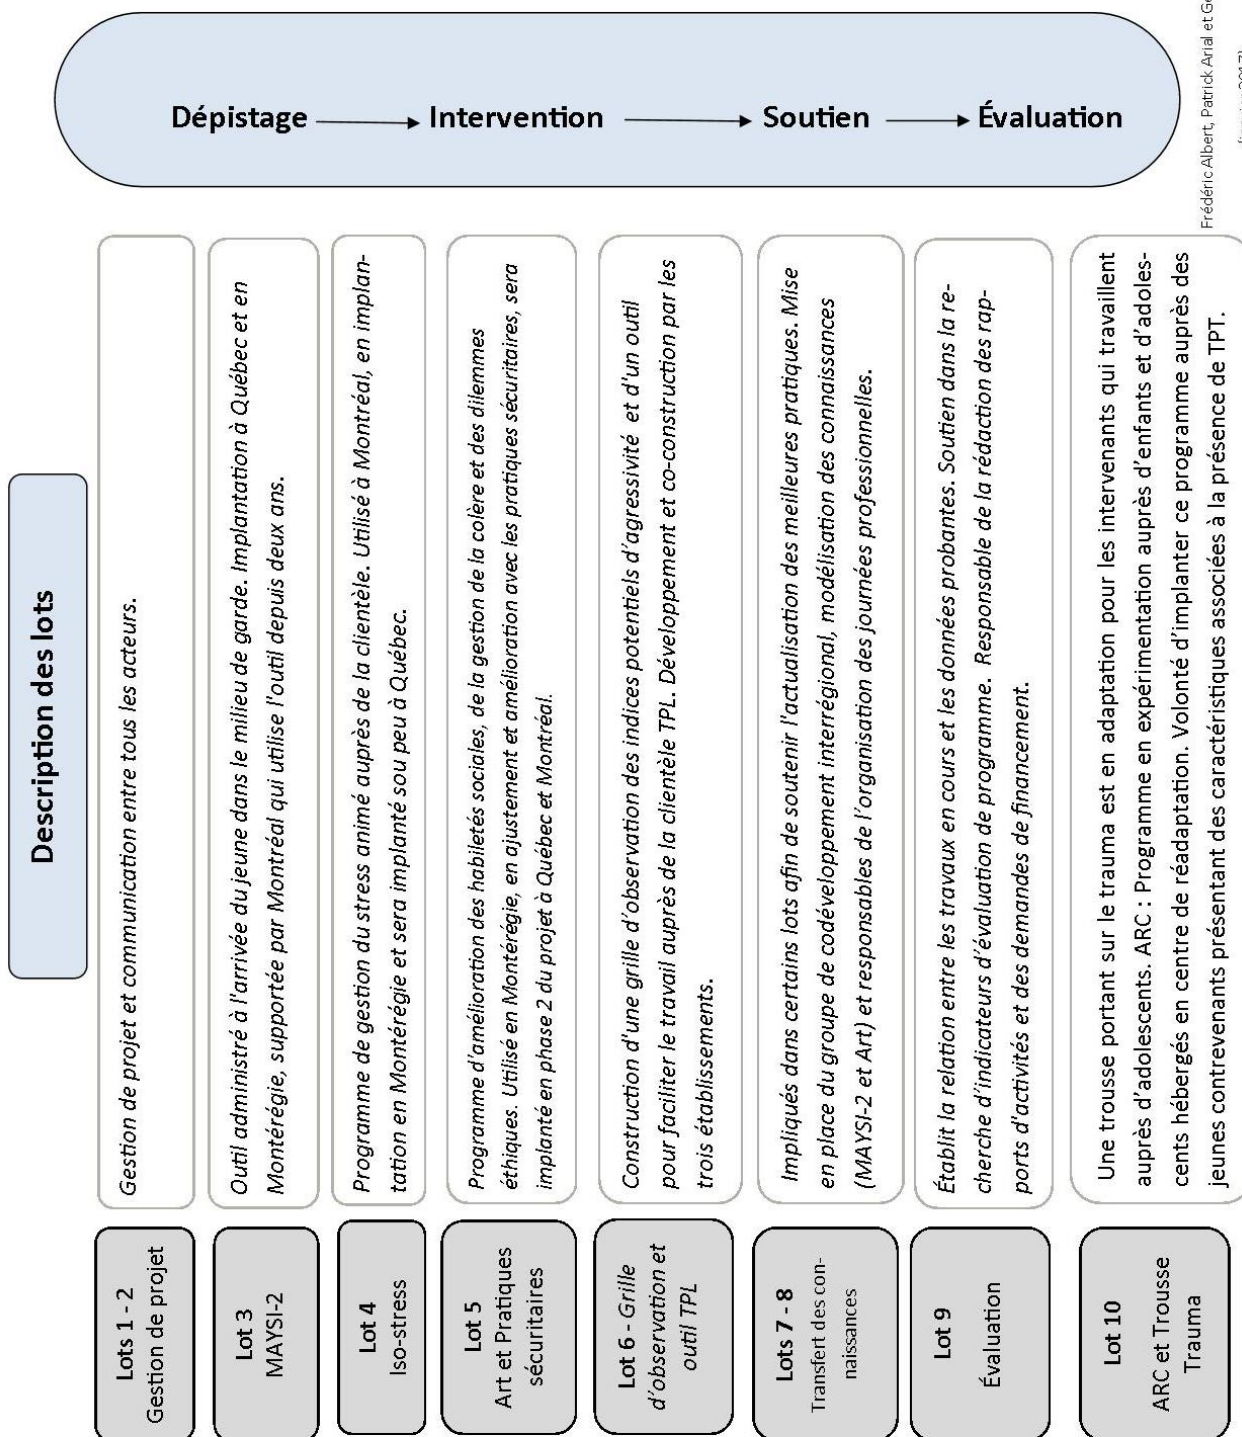 Description des lots
Lots 1 - 2
Gestion de projet
Gestion de projet et communication entre tous les acteurs.
Lot 3
MAYSI-2
Outil administré à l'arrivée du jeune dans le milieu de garde. Implantation à Québec et en
Montérégie, supportée par Montréal qui utilise l'outil depuis deux ans.
Lot 4
Iso-stress
Programme de gestion du stress animé auprès de la clientèle. Utilisé à Montréal, en implan-
tation en Montérégie et sera implanté sou peu à Québec.
Lot 5
Art et Pratiques
sécuritaires
Programme d'amélioration des habiletés sociales, de la gestion de la colère et des dilemmes
éthiques. Utilisé en Montérégie, en ajustement et amélioration avec les pratiques sécuritaires, sera
implanté en phase 2 du projet à Québec et Montréal.
Lot 6 - Grille
d'observation et
outil TPL
Construction d'une grille d'observation des indices potentiels d'agressivité et d'un outil
pour faciliter le travail auprès de la clientèle TPL. Développement et co-construction par les
trois établissements.
Lots 7 - 8
Transfert des con-
naissances
Impliqués dans certains lots afin de soutenir l'actualisation des meilleures pratiques. Mise
en place du groupe de codéveloppement interrégional, modélisation des connaissances
(MAYSI-2 et Art) et responsables de l'organisation des journées professionnelles.
Lot 9
Évaluation
Établit la relation entre les travaux en cours et les données probantes. Soutien dans la re-
cherche d'indicateurs d'évaluation de programme. Responsable de la rédaction des rap-
ports d'activités et des demandes de financement.
Lot 10
ARC et Trousse
Trauma
Une trousse portant sur le trauma est en adaptation pour les intervenants qui travaillent
auprès d'adolescents. ARC : Programme en expérimentation auprès d'enfants et d'adoles-
cents hébergés en centre de réadaptation. Volonté d'implanter ce programme auprès des
jeunes contrevenants présentant des caractéristiques associées à la présence de TPT.
Dépistage
Intervention
Soutien
Évaluation
Frédéric Albert, Patrick Arial et
2017)